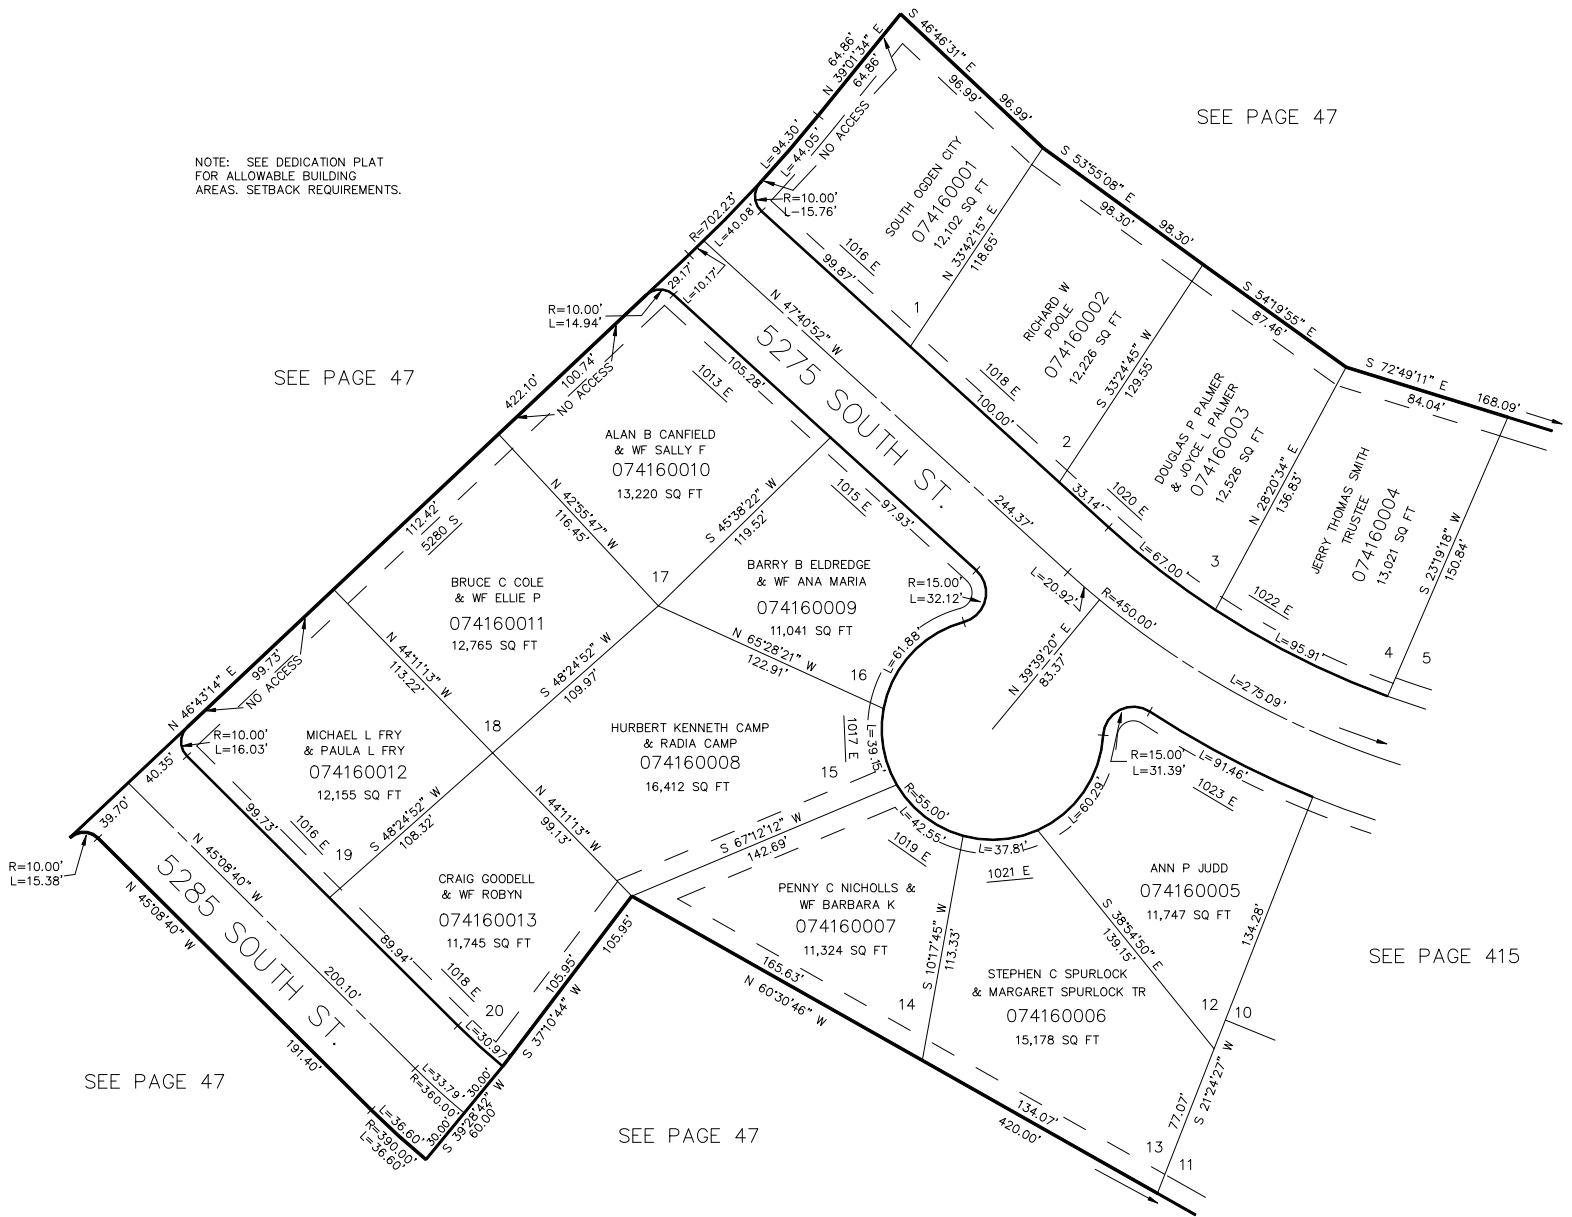 SEE PAGE 47
NOTE: SEE DEDICATION PLAT
FOR ALLOWABLE BUILDING
AREAS. SETBACK REQUIREMENTS.
SEE PAGE 47
S 46°46'31" E
96.99'
96.99'
64.86'
N 39°01'34" E
64.86'
L=94.30'
L=44.05'
NO ACCESS
R=702.23'
L=40.08'
R=10.00'
L-15.76'
29.17'
L=10.17'
R=10.00'
L=14.94'
SOUTH OGDEN CITY
074160001
12,102 SQ FT
1016 E
99.87'
1
N 33°42'15" E
118.65'
S 53°55'08" E
98.30'
98.30'
RICHARD W
POOLE
074160002
12,226 SQ FT
1018 E
100.00'
2
S 33°24'45" W
129.55'
S 54°19'55" E
87.46'
DOUGLAS P PALMER
& JOYCE L PALMER
074160003
12,526 SQ FT
1020 E
33.14'
L=67.00'
3
N 28°20'34" E
136.83'
S 72°49'11" E
168.09'
84.04'
JERRY THOMAS SMITH
TRUSTEE
074160004
13,021 SQ FT
1022 E
L=95.91'
4
5
S 23°19'18" W
150.84'
N 47°40'52" W
5275 SOUTH ST.
244.37'
L=20.92'
R=450.00'
L=275.09'
N 39°39'20" E
83.37'
422.10'
100.74'
NO ACCESS
1013 E
105.28'
ALAN B CANFIELD
& WF SALLY F
074160010
13,220 SQ FT
N 42°55'47" W
116.45'
S 45°38'22" W
119.52'
17
1015 E
97.93'
BARRY B ELDREDGE
& WF ANA MARIA
074160009
11,041 SQ FT
R=15.00'
L=32.12'
L=61.88'
N 65°28'21" W
122.91'
16
112.42'
5280 S
BRUCE C COLE
& WF ELLIE P
074160011
12,765 SQ FT
N 44°11'13" W
113.22'
S 48°24'52" W
109.97'
18
N 46°43'14" E
99.73'
NO ACCESS
R=10.00'
L=16.03'
40.35'
39.70'
MICHAEL L FRY
& PAULA L FRY
074160012
12,155 SQ FT
99.73'
1016 E
19
S 48°24'52" W
108.32'
HURBERT KENNETH CAMP
& RADIA CAMP
074160008
16,412 SQ FT
15
1017 E
L=39.15'
N 44°11'13" W
99.13'
S 67°12'12" W
142.69'
R=55.00'
L=42.55'
1019 E
L=37.81'
1021 E
L=60.29'
R=15.00'
L=31.39'
L=91.46'
1023 E
R=10.00'
L=15.38'
N 45°08'40" W
N 45°08'40" W
5285 SOUTH ST.
200.10'
191.40'
CRAIG GOODELL
& WF ROBYN
074160013
11,745 SQ FT
89.94'
1018 E
20
L=30.97'
105.95'
105.95'
S 37°10'44" W
L=33.79'
R=360.00'
30.00'
30.00'
S 39°28'42" W
60.00'
L=36.60'
R=390.00'
L=36.60'
PENNY C NICHOLLS &
WF BARBARA K
074160007
11,324 SQ FT
165.63'
N 60°30'46" W
14
S 10°17'45" W
113.33'
STEPHEN C SPURLOCK
& MARGARET SPURLOCK TR
074160006
15,178 SQ FT
134.07'
420.00'
13
11
S 38°54'50" E
139.15'
ANN P JUDD
074160005
11,747 SQ FT
134.28'
12
10
77.07'
S 21°24'27" W
SEE PAGE 415
SEE PAGE 47
SEE PAGE 47